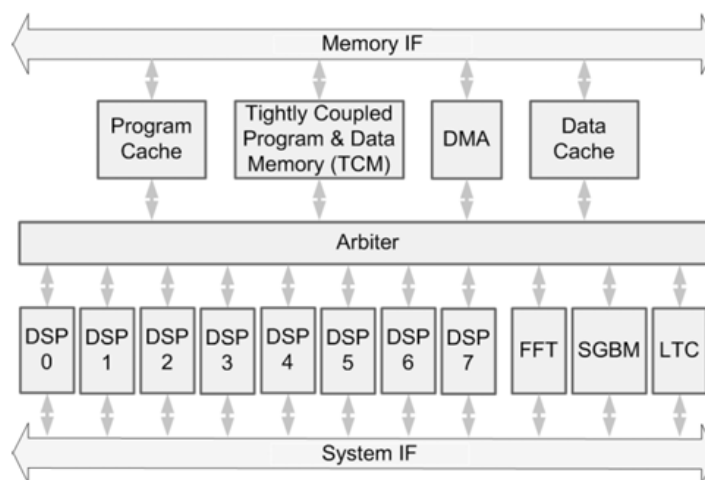 Memory IF
Program
Cache
Tightly Coupled
Program & Data
Memory (TCM)
DMA
Data
Cache
Arbiter
DSP
0
DSP
1
DSP
2
DSP
3
DSP
4
DSP
5
DSP
6
DSP
7
FFT
SGBM
LTC
System IF